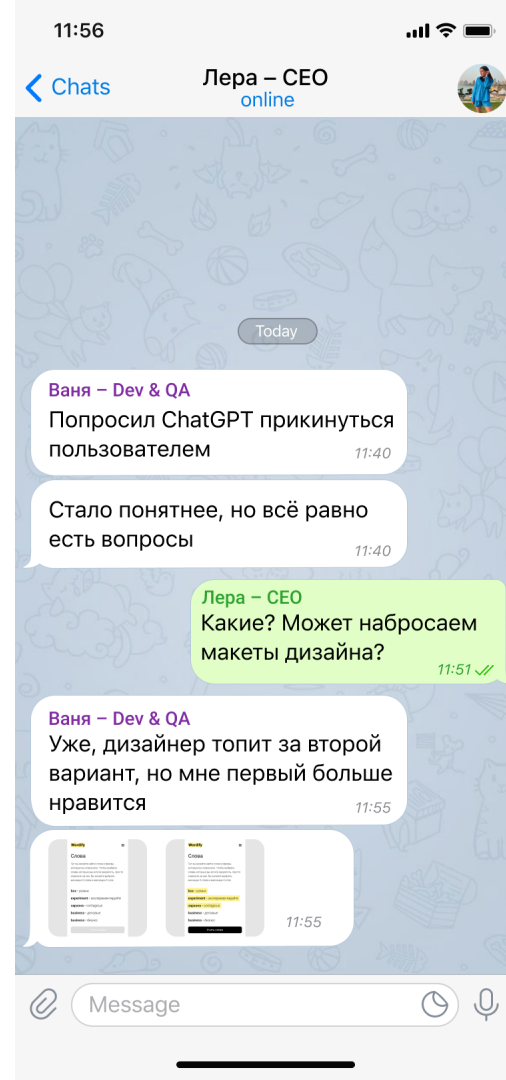 11:56
Chats
Лера – CEO
online
Today
Ваня – Dev & QA
Попросил ChatGPT прикинуться
пользователем
11:40
Стало понятнее, но всё равно
есть вопросы
11:40
Лера – CEO
Какие? Может набросаем
макеты дизайна?
11:51
Ваня – Dev & QA
Уже, дизайнер топит за второй
вариант, но мне первый больше
нравится
11:55
Wordify
Слова
Wordify
Слова
11:55
Message